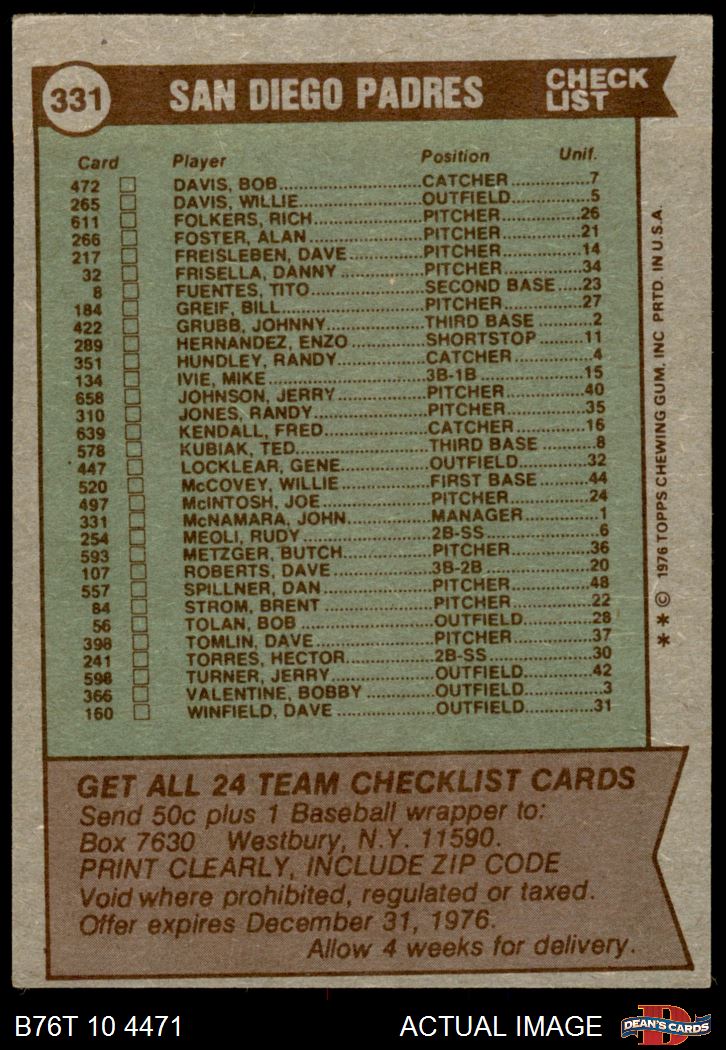 331 SAN DIEGO PADRES CHECK LIST
Card Player Position Unif.
472 DAVIS, BOB CATCHER 7
265 DAVIS, WILLIE OUTFIELD 5
611 FOLKERS, RICH PITCHER 26
266 FOSTER, ALAN PITCHER 21
217 FREISLEBEN, DAVE PITCHER 14
32 FRISELLA, DANNY PITCHER 34
8 FUENTES, TITO SECOND BASE 23
184 GREIF, BILL PITCHER 27
422 GRUBB, JOHNNY THIRD BASE 2
289 HERNANDEZ, ENZO SHORTSTOP 11
351 HUNDLEY, RANDY CATCHER 4
134 IVIE, MIKE 3B-1B 15
658 JOHNSON, JERRY PITCHER 40
310 JONES, RANDY PITCHER 35
639 KENDALL, FRED CATCHER 16
578 KUBIAK, TED THIRD BASE 8
447 LOCKLEAR, GENE OUTFIELD 32
520 McCOVEY, WILLIE FIRST BASE 44
497 McINTOSH, JOE PITCHER 24
331 McNAMARA, JOHN MANAGER 1
254 MEOLI, RUDY 2B-SS 6
593 METZGER, BUTCH PITCHER 36
107 ROBERTS, DAVE 3B-2B 20
557 SPILLNER, DAN PITCHER 48
84 STROM, BRENT PITCHER 22
56 TOLAN, BOB OUTFIELD 28
398 TOMLIN, DAVE PITCHER 37
241 TORRES, HECTOR 2B-SS 30
598 TURNER, JERRY OUTFIELD 42
366 VALENTINE, BOBBY OUTFIELD 3
160 WINFIELD, DAVE OUTFIELD 31
* * © 1976 TOPPS CHEWING GUM, INC PRTD. IN U.S.A.
GET ALL 24 TEAM CHECKLIST CARDS
Send 50c plus 1 Baseball wrapper to:
Box 7630 Westbury, N.Y. 11590.
PRINT CLEARLY, INCLUDE ZIP CODE
Void where prohibited, regulated or taxed.
Offer expires December 31, 1976.
Allow 4 weeks for delivery.
B76T 10 4471 ACTUAL IMAGE D DEAN'S CARDS